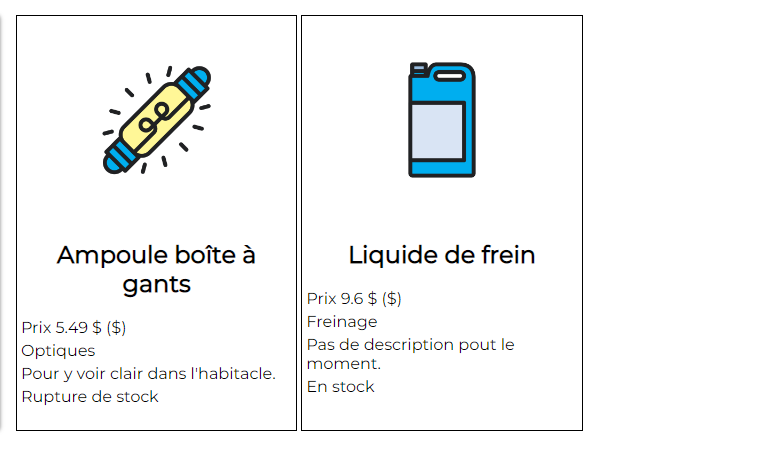 Ampoule boîte à
gants
Prix 5.49 $ ($)
Optiques
Pour y voir clair dans l'habitacle.
Rupture de stock
Liquide de frein
Prix 9.6 $ ($)
Freinage
Pas de description pout le
moment.
En stock